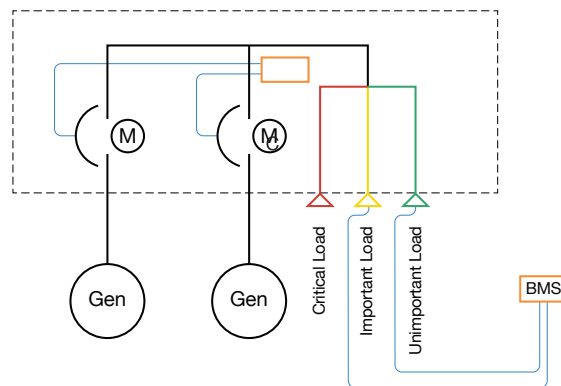 M
M
C
Gen
Gen
Critical Load
Important Load
Unimportant Load
BMS